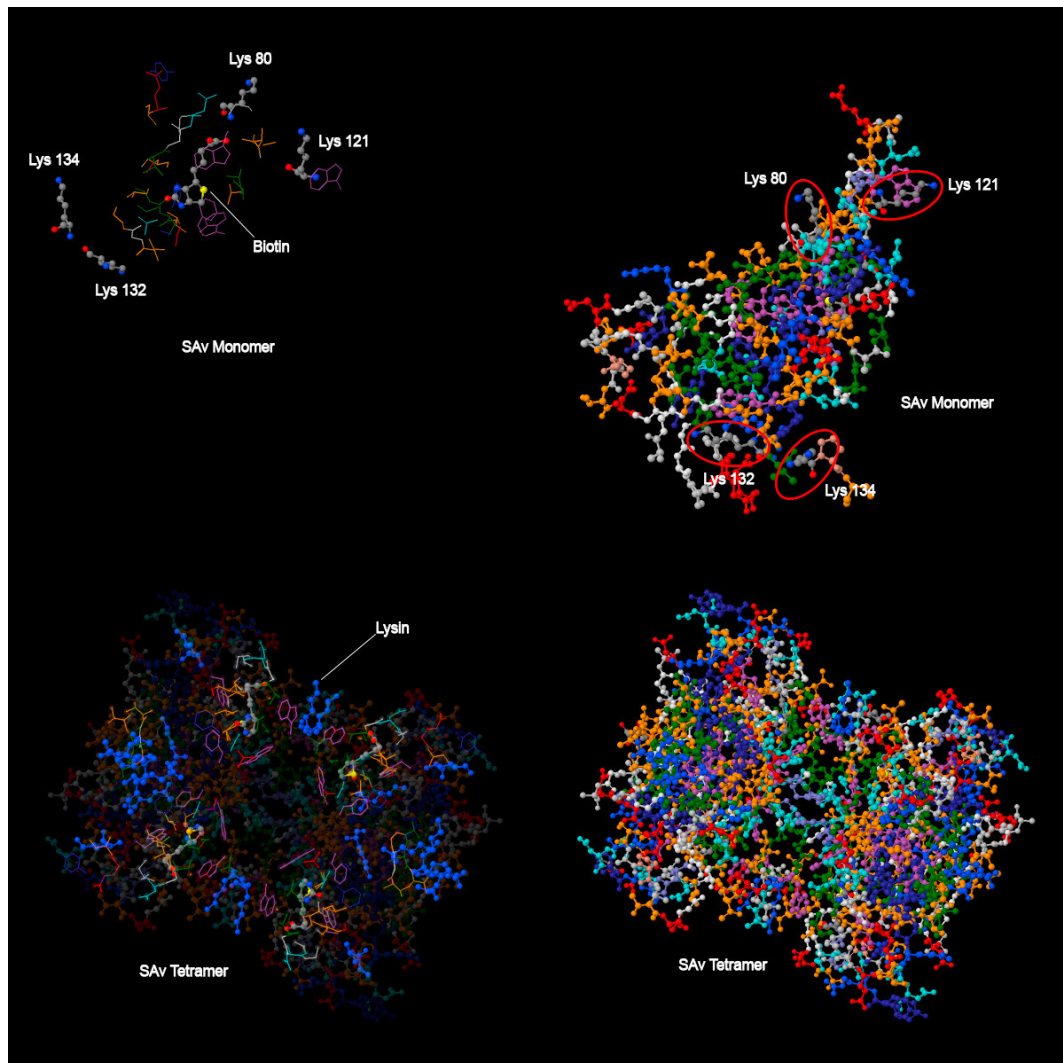 Lys 80
Lys 121
Lys 134
Biotin
Lys 132
SAv Monomer
Lys 80
Lys 121
SAv Monomer
Lys 132
Lys 134
Lysin
SAv Tetramer
SAv Tetramer